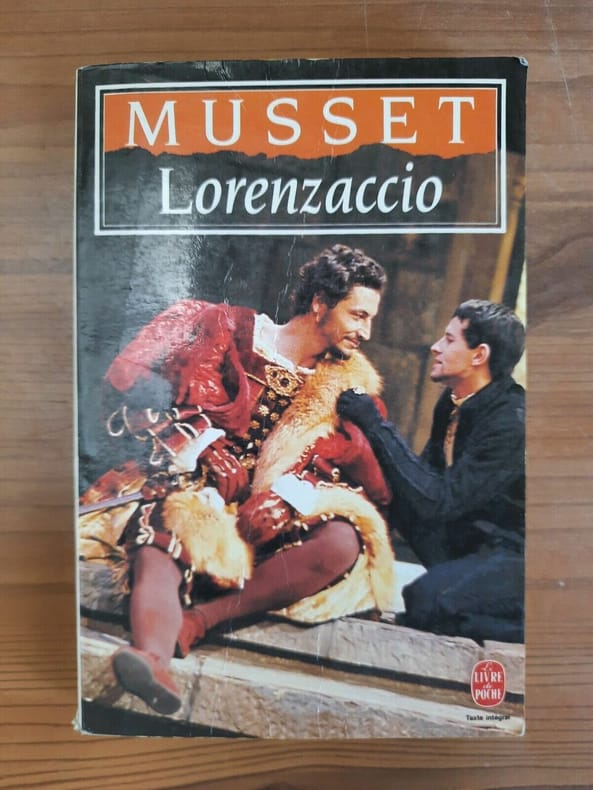 MUSSET
Lorenzaccio
Le
LIVRE
de
POCHE
Texte intégral